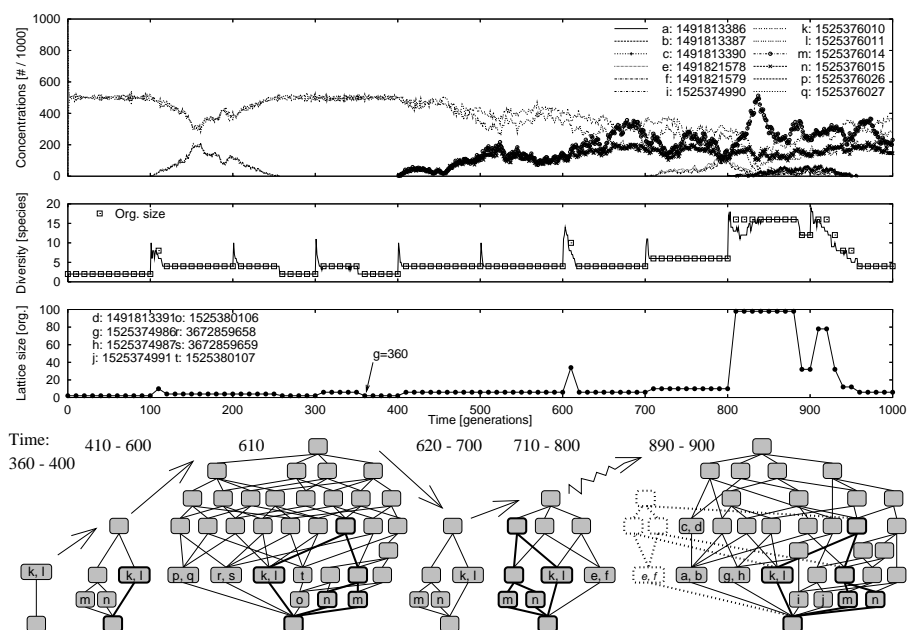 1000
800
600
400
200
0
Concentrations [# / 1000]
a: 1491813386
b: 1491813387
c: 1491813390
e: 1491821578
f: 1491821579
i: 1525374990
k: 1525376010
l: 1525376011
m: 1525376014
n: 1525376015
p: 1525376026
q: 1525376027
20
15
10
5
0
Diversity [species]
Org. size
100
80
60
40
20
0
Lattice size [org.]
d: 1491813391o: 1525380106
g: 1525374986r: 3672859658
h: 1525374987s: 3672859659
j: 1525374991 t: 1525380107
g=360
0 100 200 300 400 500 600 700 800 900 1000
Time [generations]
Time:
360 - 400
410 - 600
610
620 - 700
710 - 800
890 - 900
k, l
k, l
m n
p, q r, s k, l t
o n m
k, l
m n
k, l e, f
m n
c, d
e, f a, b g, h k, l
i j m n